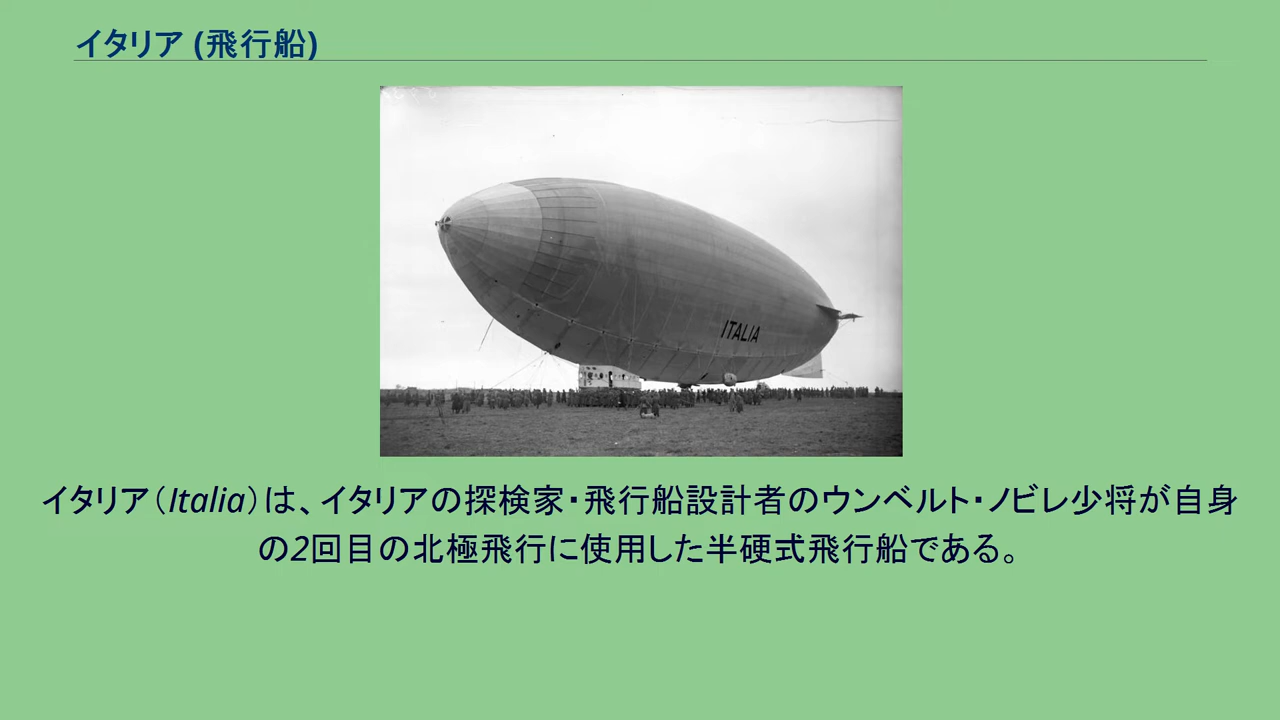 イタリア (飛行船)
ITALIA
イタリア（Italia）は、イタリアの探検家・飛行船設計者のウンベルト・ノビレ少将が自身
の2回目の北極飛行に使用した半硬式飛行船である。